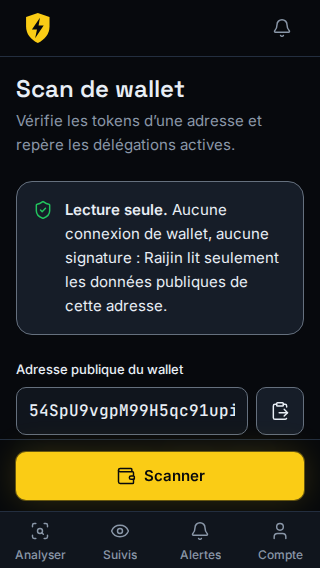 Scan de wallet
Vérifie les tokens d’une adresse et
repère les délégations actives.
Lecture seule. Aucune
connexion de wallet, aucune
signature : Raijin lit seulement
les données publiques de
cette adresse.
Adresse publique du wallet
54SpU9vgpM99H5qc91upi
Scanner
Analyser
Suivis
Alertes
Compte